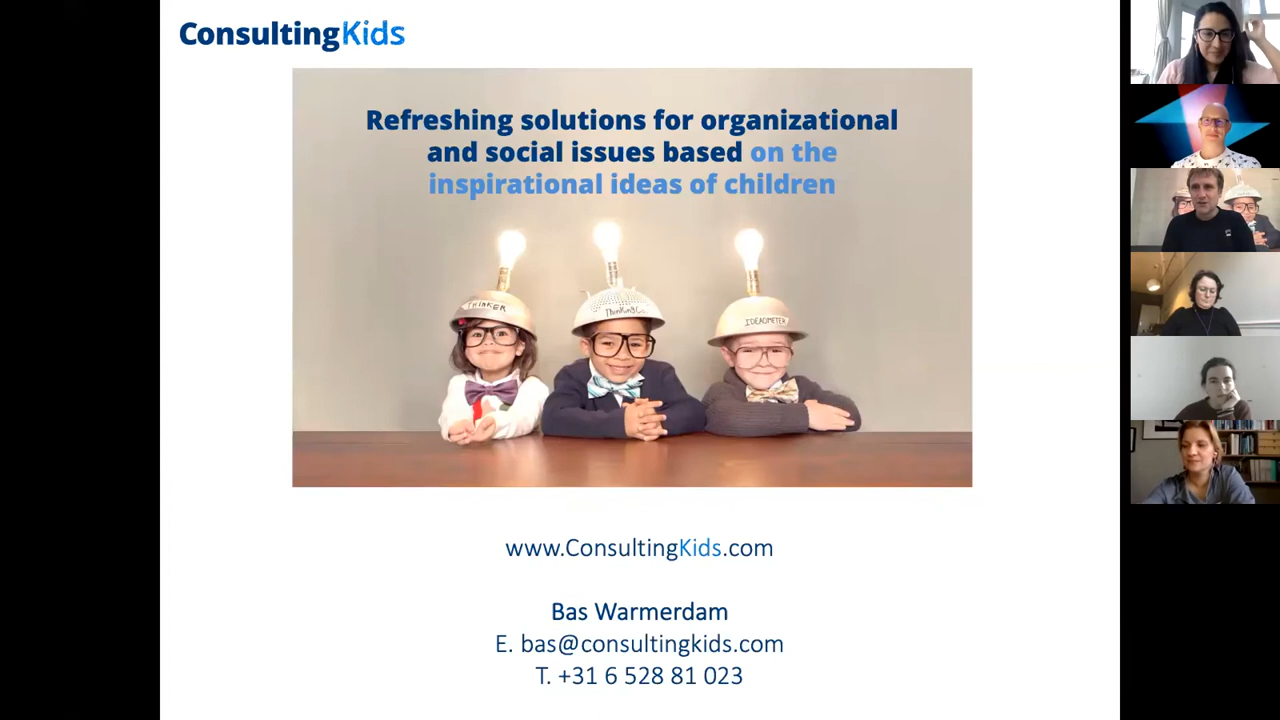 ConsultingKids
Refreshing solutions for organizational
and social issues based on the
inspirational ideas of children
THINKER
IDEAOMETER
www.ConsultingKids.com
Bas Warmerdam
E. bas@consultingkids.com
T. +31 6 528 81 023